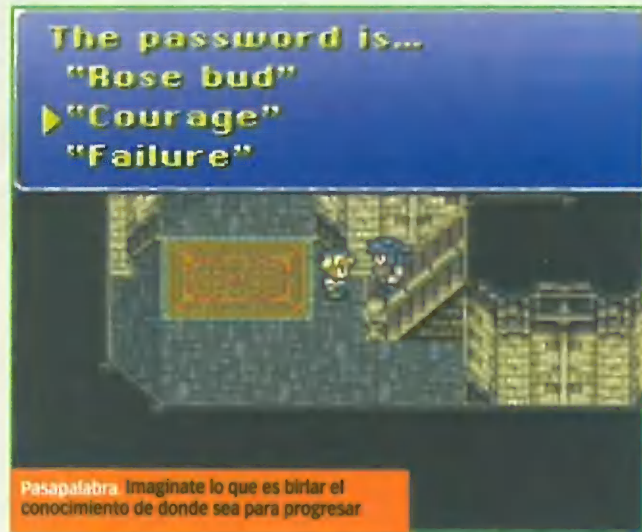 The password is...
"Rose bud"
"Courage"
"Failure"
Pasapalabra Imagínate lo que es birlar el
conocimiento de donde sea para progresar